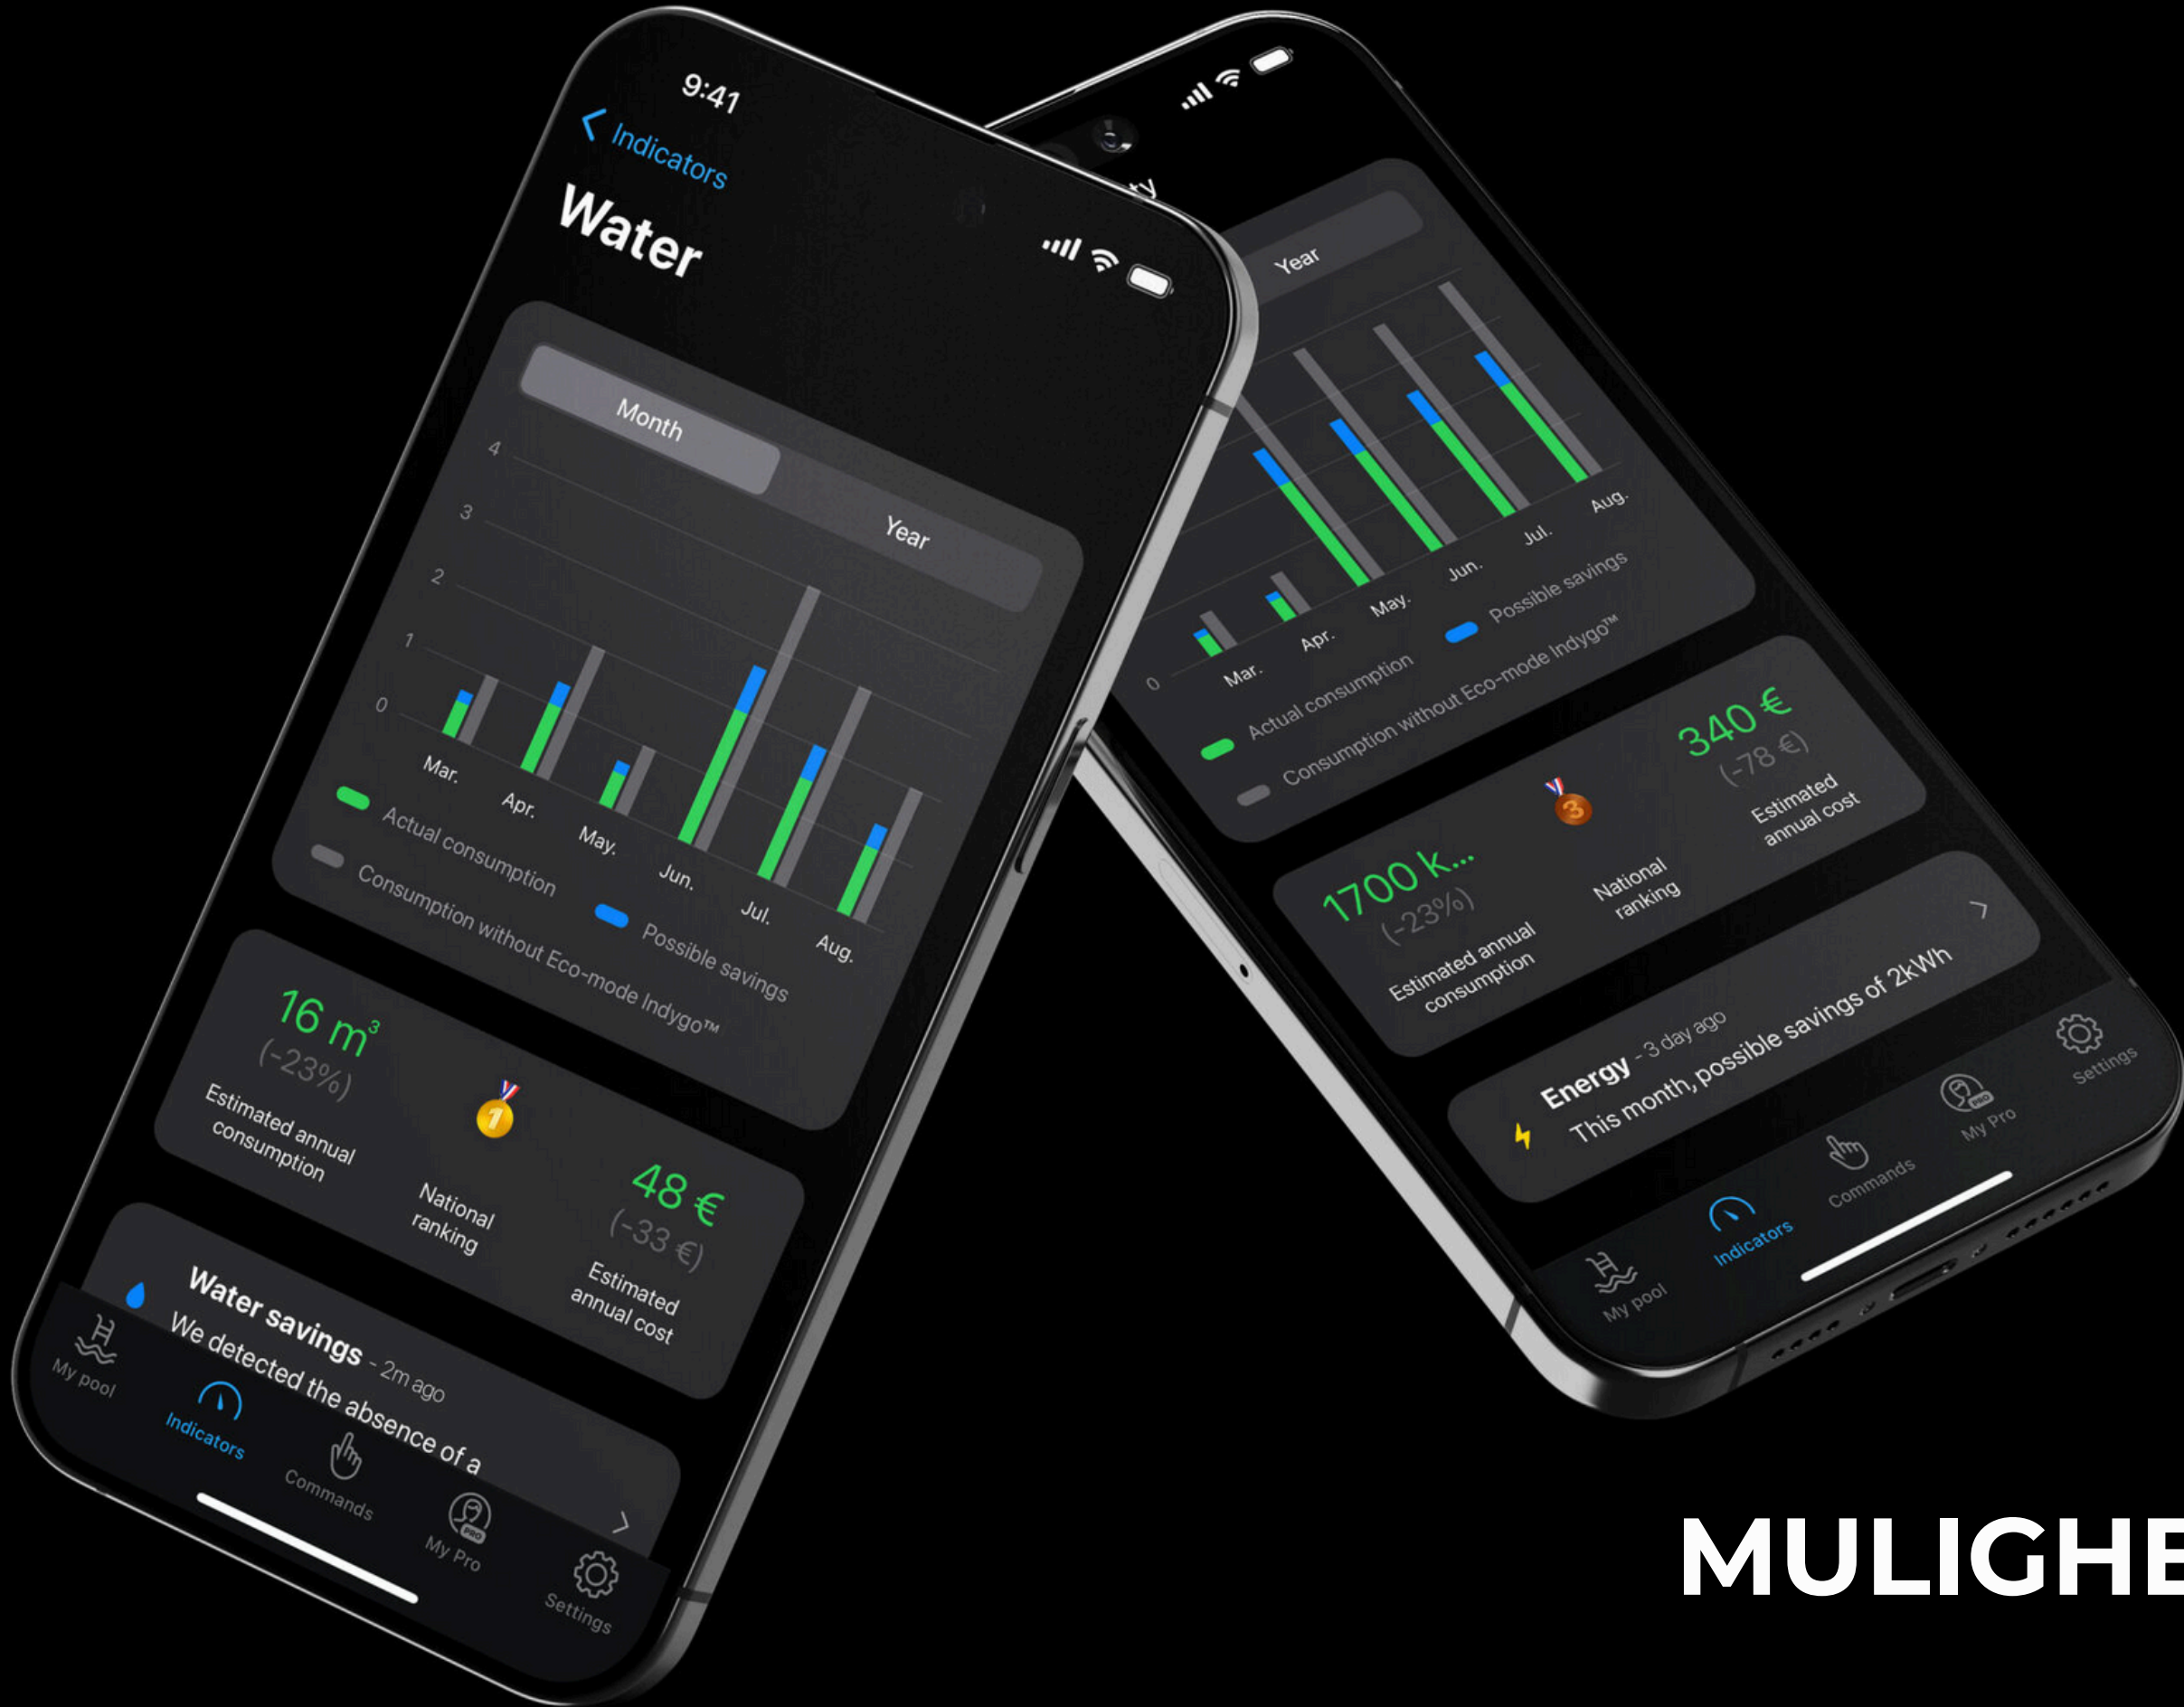 9:41
Indicators
Water
Month
Year
4
3
2
1
0
Mar.
Apr.
May.
Jun.
Jul.
Aug.
Actual consumption
Possible savings
Consumption without Eco-mode Indygo™
16 m³
(-23%)
Estimated annual
consumption
1
National
ranking
48 €
(-33 €)
Estimated
annual cost
Water savings - 2m ago
We detected the absence of a
My pool
Indicators
Commands
PRO
My Pro
Settings
ty
Year
0
Mar.
Apr.
May.
Jun.
Jul.
Aug.
Actual consumption
Possible savings
Consumption without Eco-mode Indygo™
1700 k...
(-23%)
Estimated annual
consumption
3
National
ranking
340 €
(-78 €)
Estimated
annual cost
Energy - 3 day ago
This month, possible savings of 2kWh
My pool
Indicators
Commands
PRO
My Pro
Settings
MULIGHE